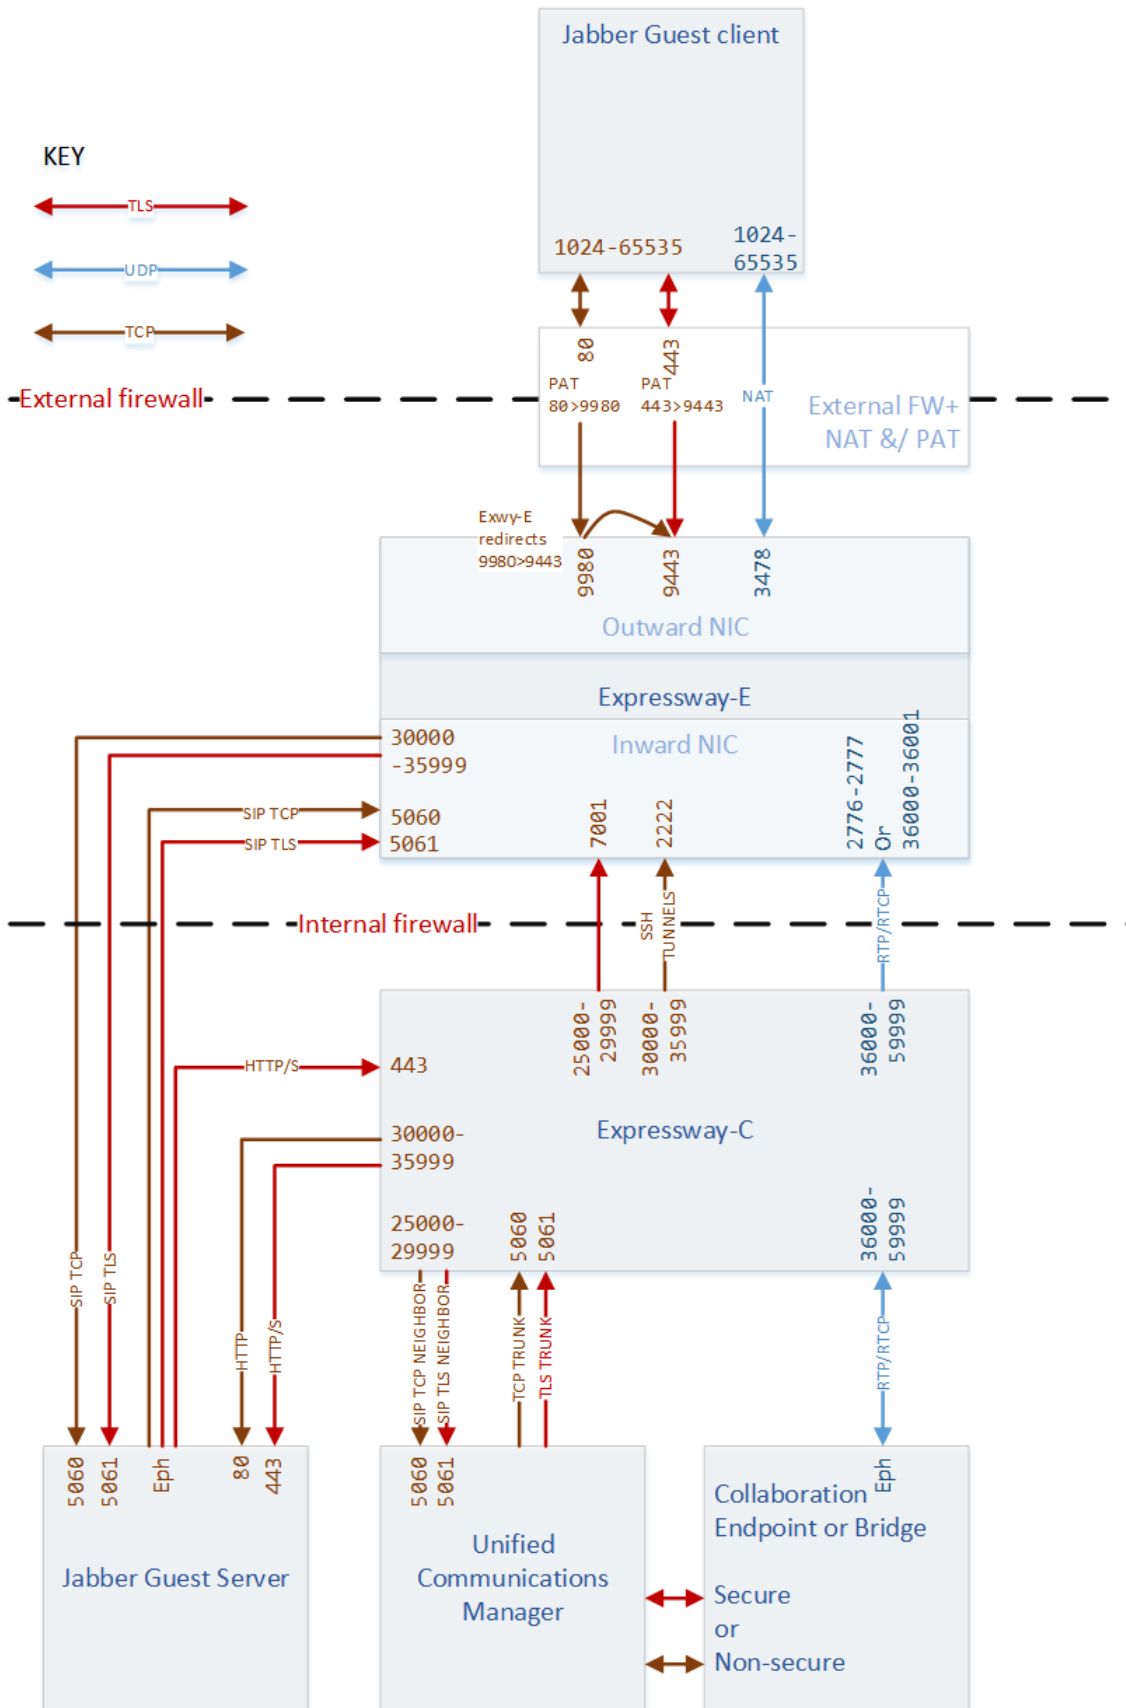 Jabber Guest client
KEY
TLS
UDP
TCP
1024-65535
1024-
65535
80
443
External firewall
PAT
80>9980
PAT
443>9443
NAT
External FW+
NAT &/ PAT
Exwy-E
redirects
9980>9443
9980
9443
3478
Outward NIC
Expressway-E
Inward NIC
30000
-35999
5060
5061
SIP TCP
SIP TLS
7001
2222
2776-2777
Or
36000-36001
Internal firewall
SSH
TUNNELS
RTP/RTCP
25000-
29999
30000-
35999
36000-
59999
HTTP/S
443
Expressway-C
30000-
35999
25000-
29999
5060
5061
36000-
59999
SIP TCP
SIP TLS
HTTP
HTTP/S
SIP TCP NEIGHBOR
SIP TLS NEIGHBOR
TCP TRUNK
TLS TRUNK
RTP/RTCP
5060
5061
Eph
80
443
Jabber Guest Server
5060
5061
Unified
Communications
Manager
Eph
Collaboration
Endpoint or Bridge
Secure
or
Non-secure